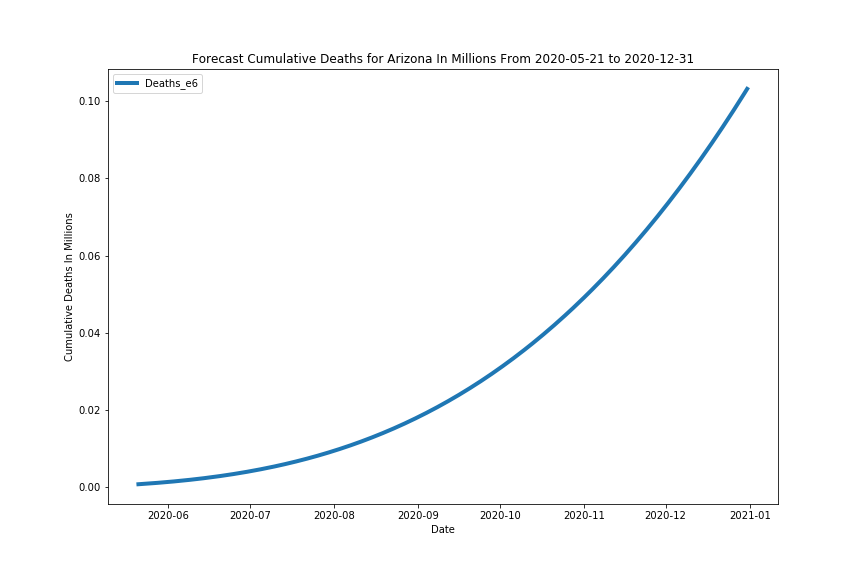 Forecast Cumulative Deaths for Arizona In Millions From 2020-05-21 to 2020-12-31
Deaths_e6
0.10
0.08
0.06
0.04
0.02
0.00
Cumulative Deaths In Millions
2020-06 2020-07 2020-08 2020-09 2020-10 2020-11 2020-12 2021-01
Date